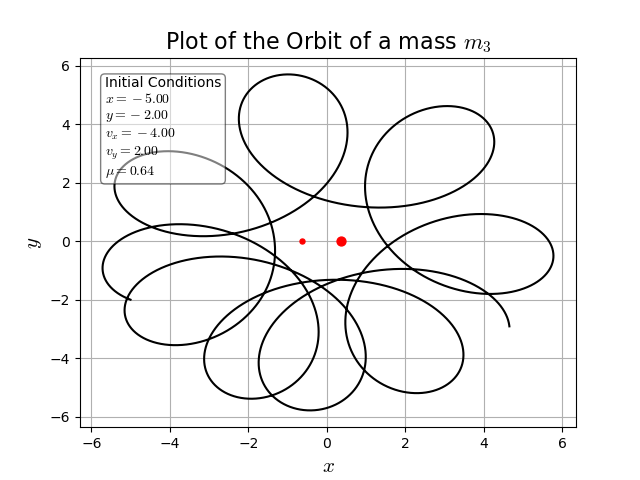 Plot of the Orbit of a mass m₃
6
4
2
0
−2
−4
−6
y
Initial Conditions
x = −5.00
y = −2.00
vₓ = −4.00
v_y = 2.00
μ = 0.64
−6 −4 −2 0 2 4 6
x